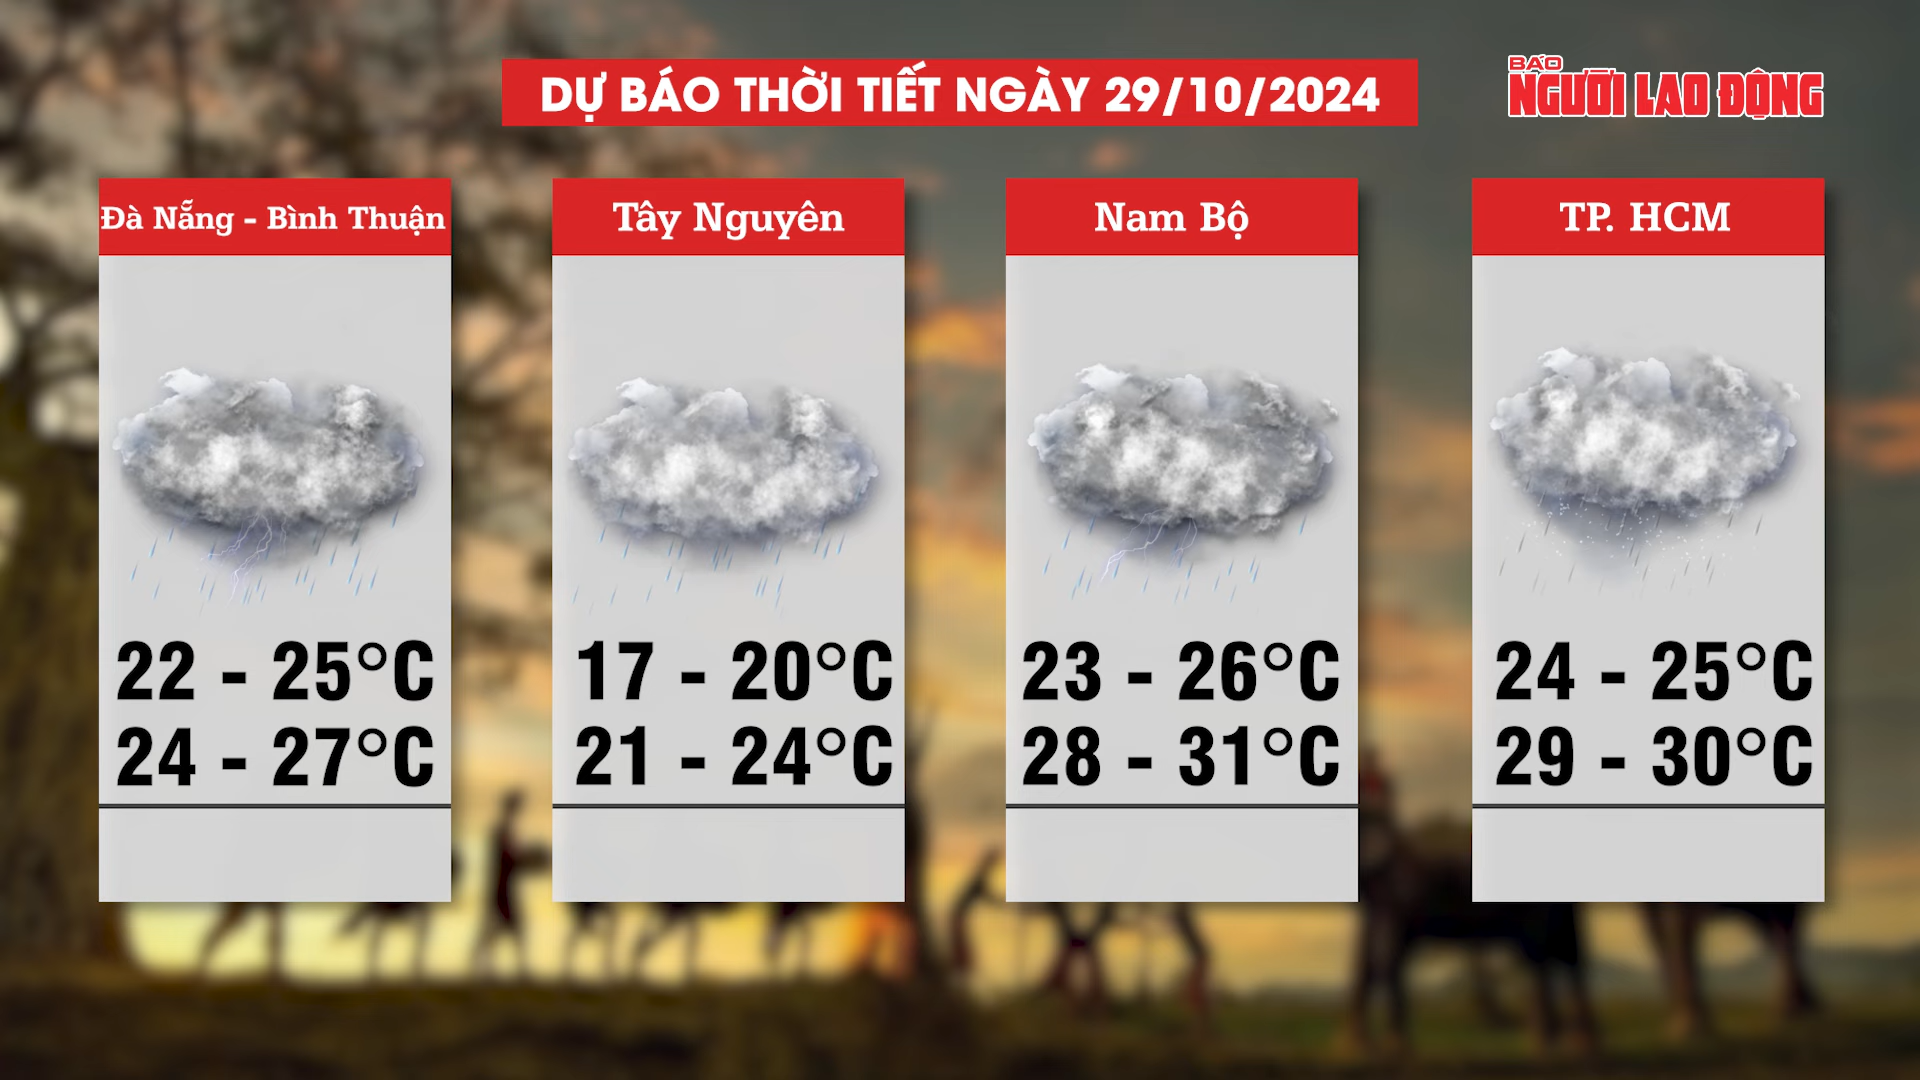 DỰ BÁO THỜI TIẾT NGÀY 29/10/2024
BÁO
NGƯỜI LAO ĐỘNG
Đà Nẵng - Bình Thuận
22 - 25°C
24 - 27°C
Tây Nguyên
17 - 20°C
21 - 24°C
Nam Bộ
23 - 26°C
28 - 31°C
TP. HCM
24 - 25°C
29 - 30°C